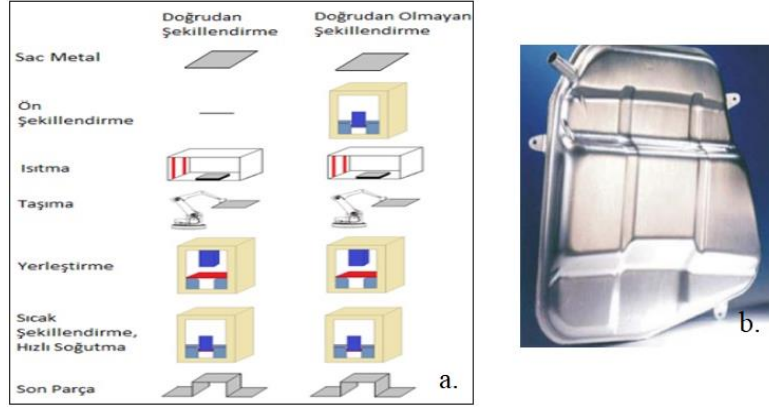 Doğrudan
Şekillendirme
Doğrudan Olmayan
Şekillendirme
Sac Metal
Ön
Şekillendirme
Isıtma
Taşıma
Yerleştirme
Sıcak
Şekillendirme,
Hızlı Soğutma
Son Parça
a.
b.